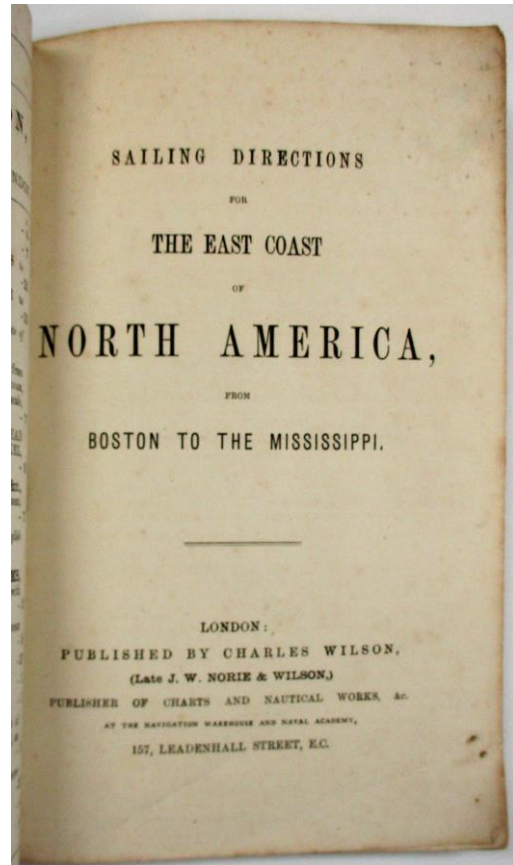 SAILING DIRECTIONS
FOR
THE EAST COAST
OF
NORTH AMERICA,
FROM
BOSTON TO THE MISSISSIPPI.
LONDON:
PUBLISHED BY CHARLES WILSON,
(Late J. W. NORIE & WILSON,)
PUBLISHER OF CHARTS AND NAUTICAL WORKS, &c.
AT THE NAVIGATION WAREHOUSE AND NAVAL ACADEMY,
157, LEADENHALL STREET, E.C.